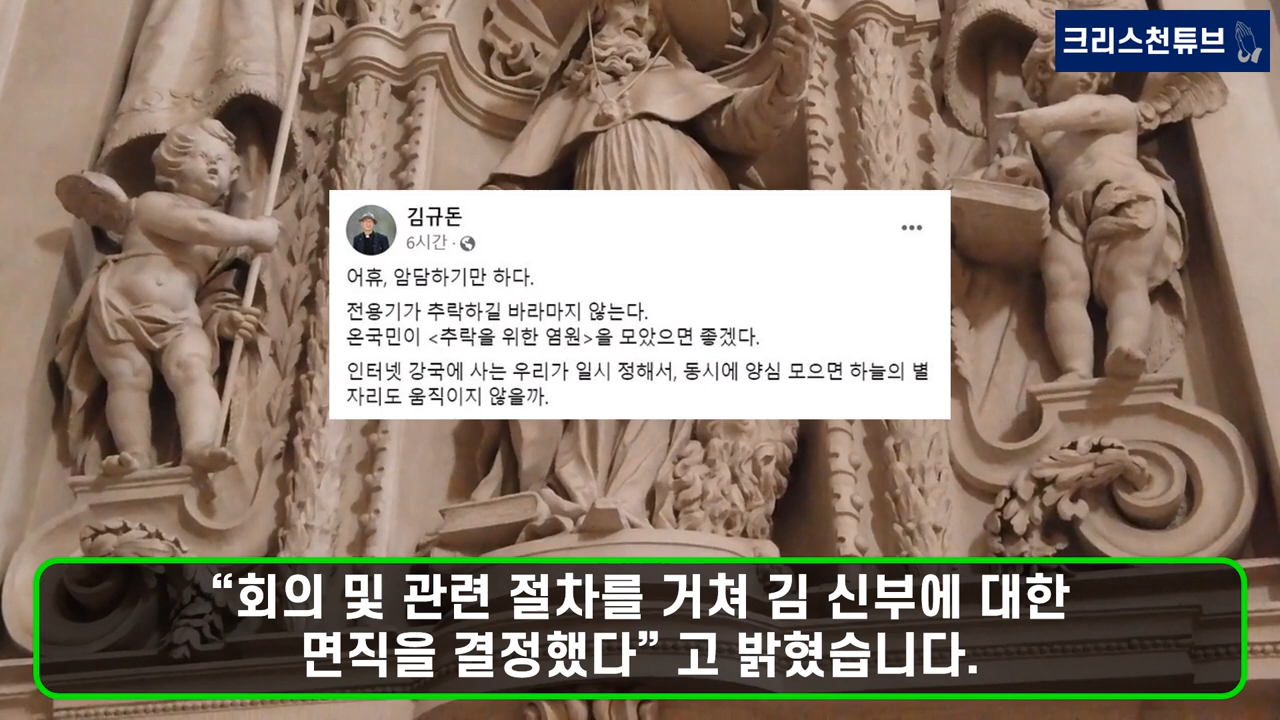 크리스천튜브
김규돈
6시간 ·
어휴, 암담하기만 하다.
전용기가 추락하길 바라마지 않는다.
온국민이 <추락을 위한 염원>을 모았으면 좋겠다.
인터넷 강국에 사는 우리가 일시 정해서, 동시에 양심 모으면 하늘의 별
자리도 움직이지 않을까.
“회의 및 관련 절차를 거쳐 김 신부에 대한
면직을 결정했다” 고 밝혔습니다.